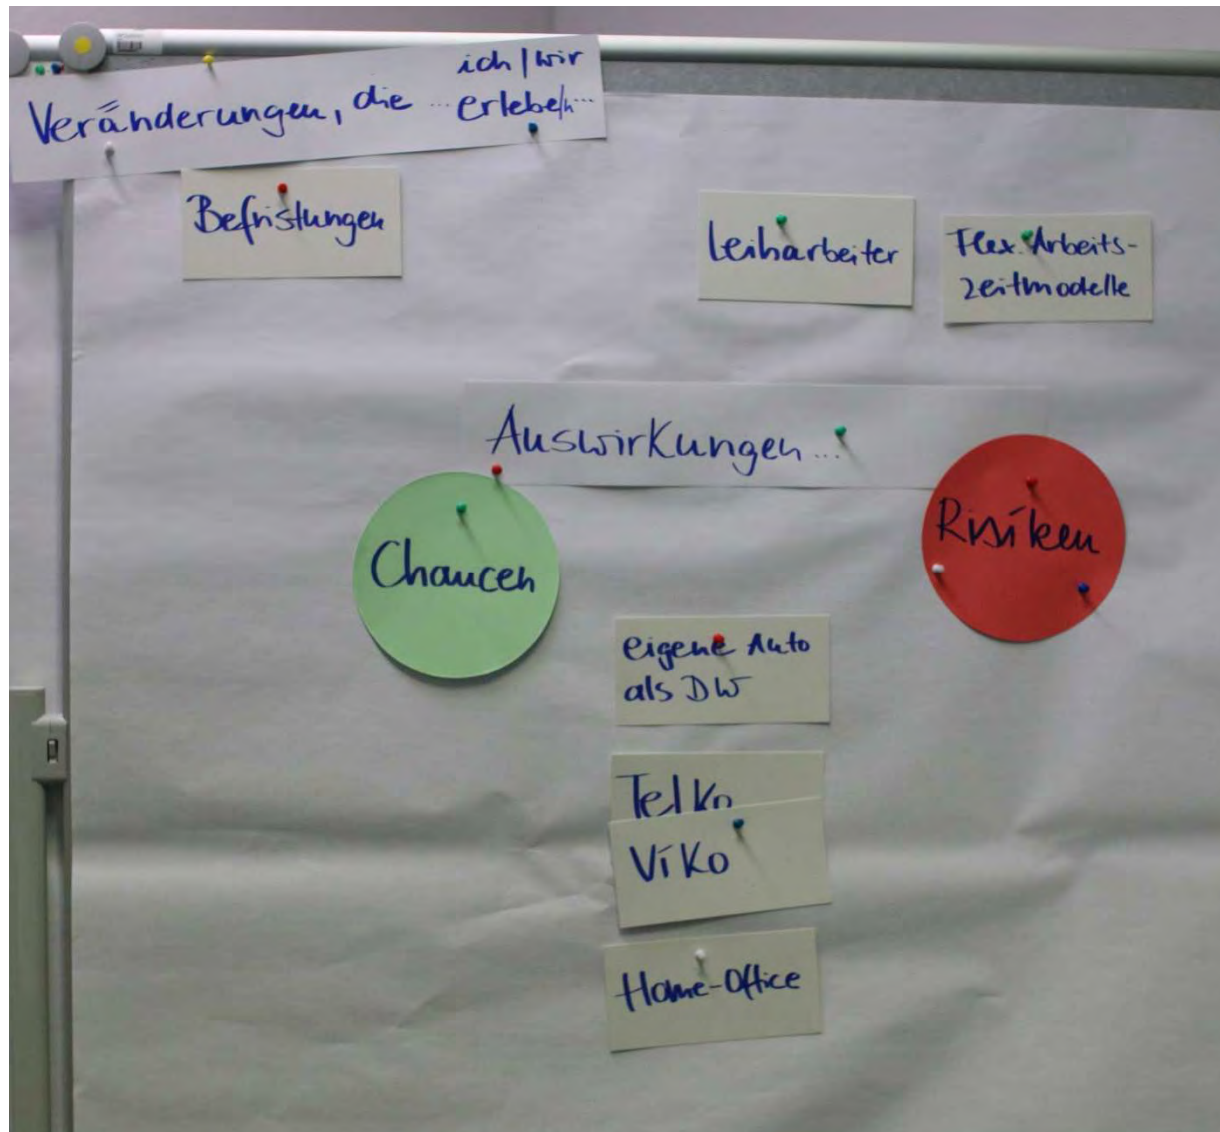 ich/wir
Veränderungen, die ... erlebe/n...
Befristungen
Leiharbeiter
Flex. Arbeits-
zeitmodelle
Auswirkungen...
Chancen
Risiken
eigene Auto
als DW
Telko
ViKo
Home-Office